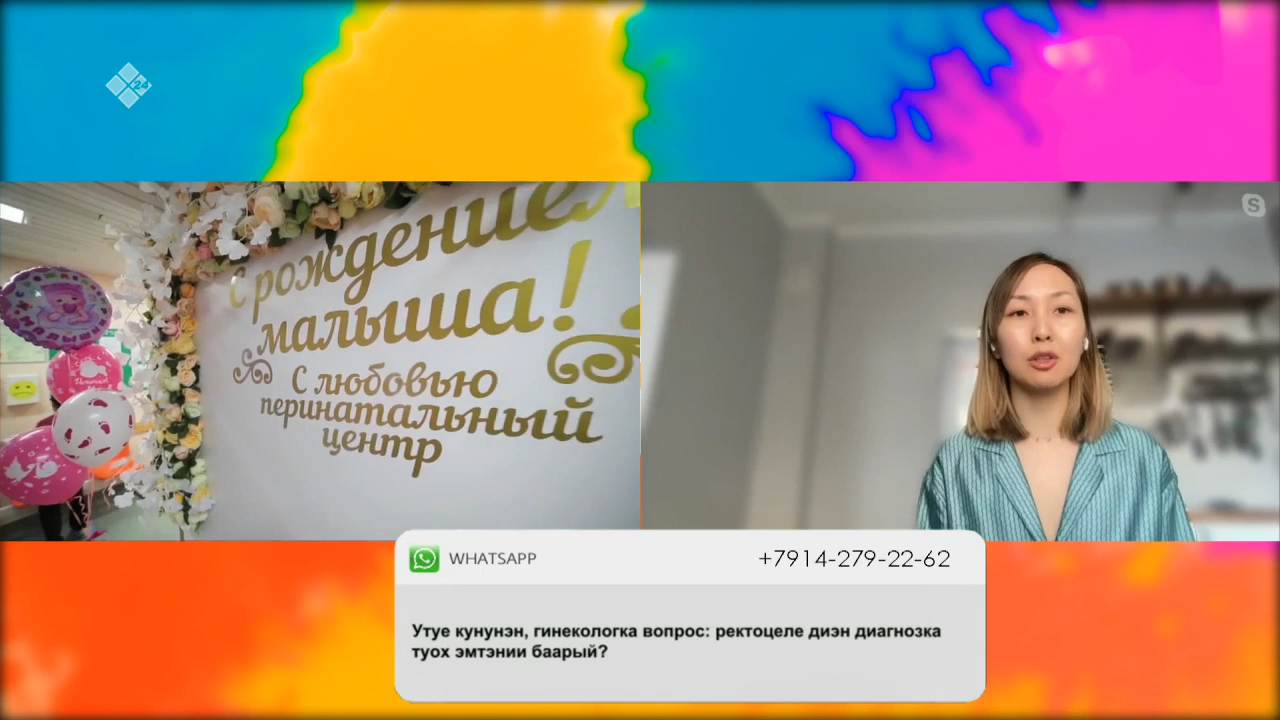 24
С рождением
малыша!
С любовью
перинатальный
центр
S
WHATSAPP
+7914-279-22-62
Утуе кунунэн, гинекологка вопрос: ректоцеле диэн диагнозка
туох эмтэнии баарый?